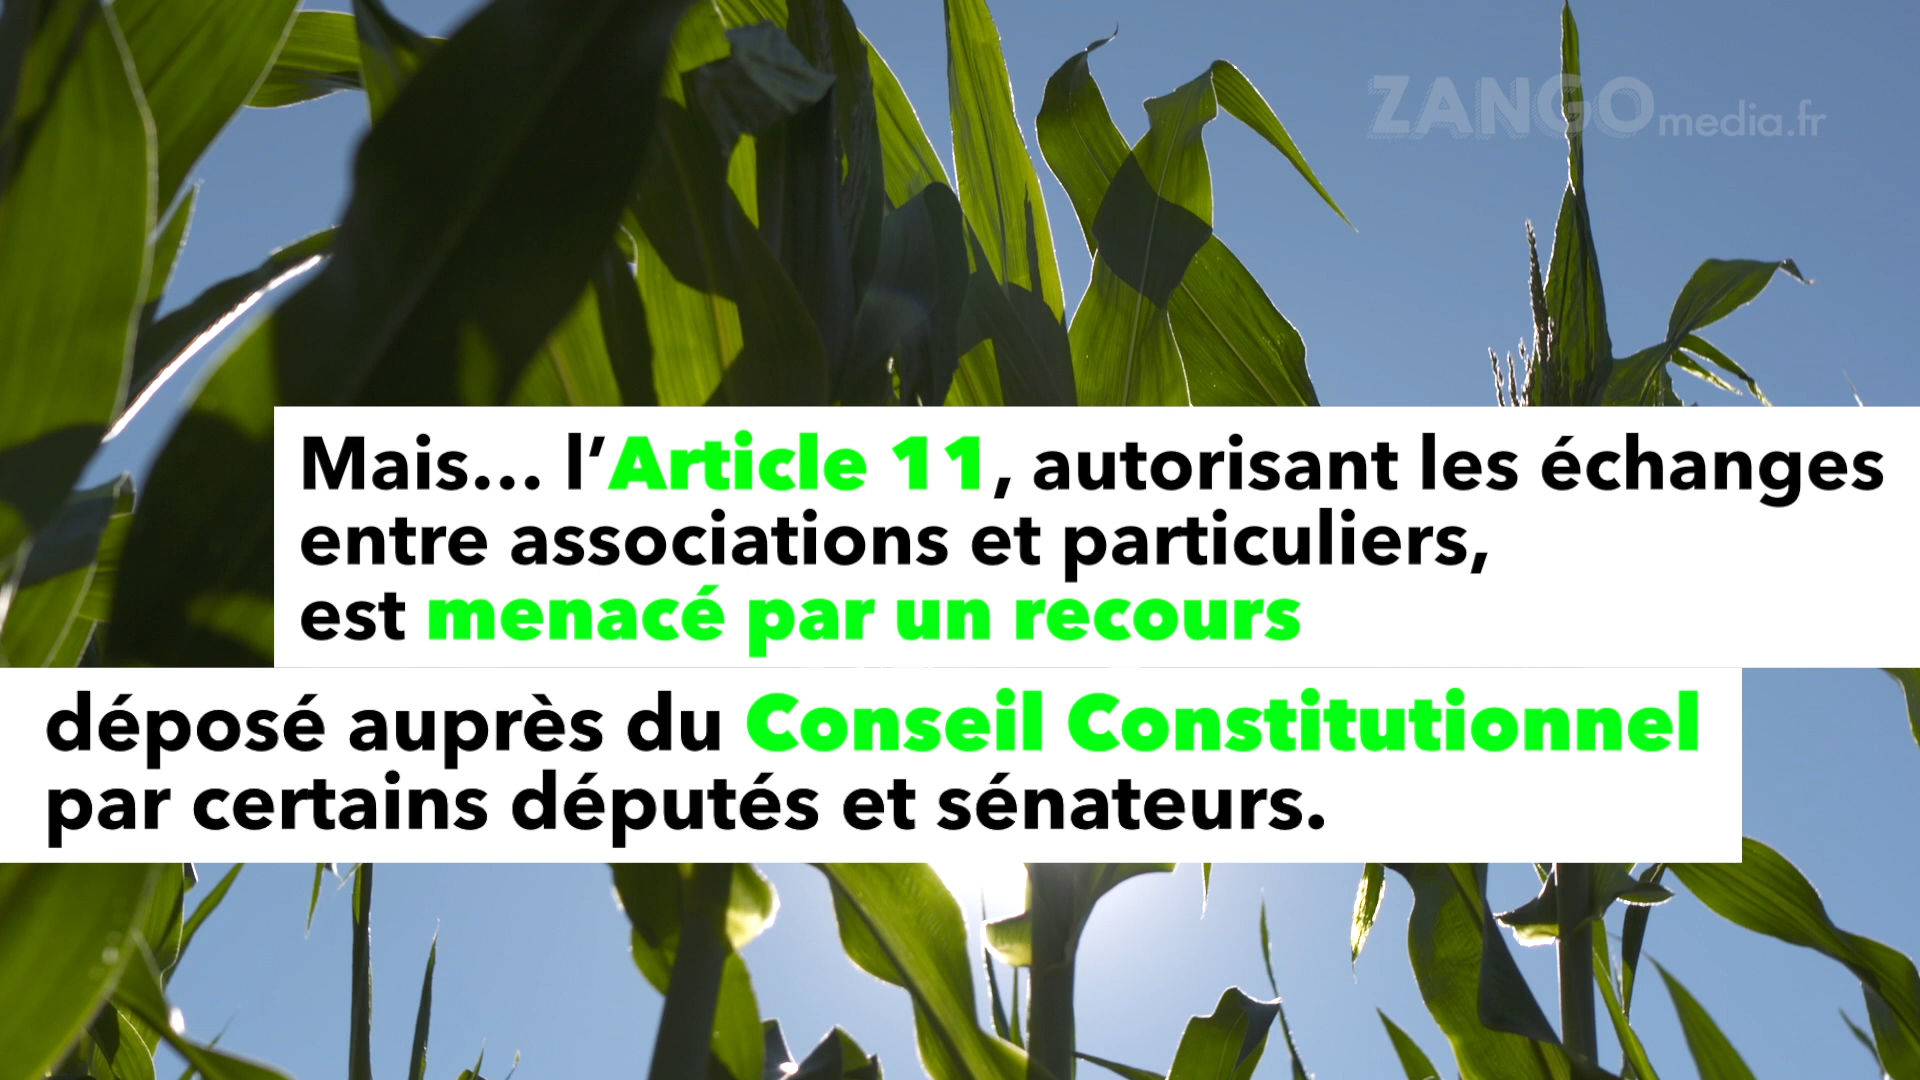 ZANGOmedia.fr
Mais... l’Article 11, autorisant les échanges
entre associations et particuliers,
est menacé par un recours
déposé auprès du Conseil Constitutionnel
par certains députés et sénateurs.